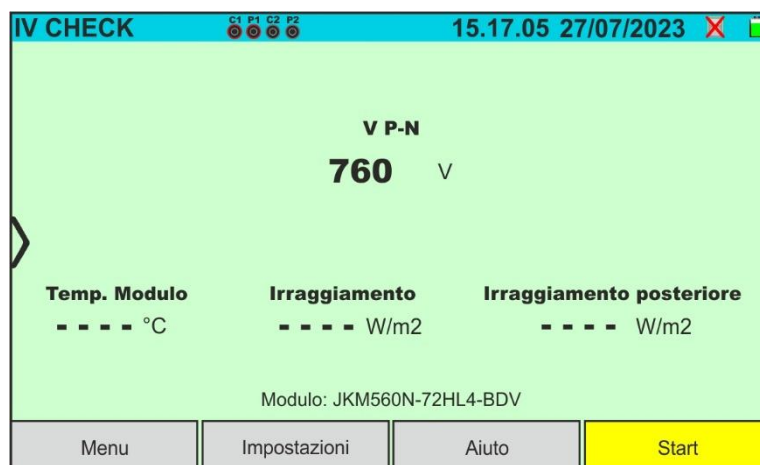 IV CHECK C1 P1 C2 P2 15.17.05 27/07/2023
V P-N
760 V
Temp. Modulo Irraggiamento Irraggiamento posteriore
- - - - °C - - - - W/m2 - - - - W/m2
Modulo: JKM560N-72HL4-BDV
Menu Impostazioni Aiuto Start